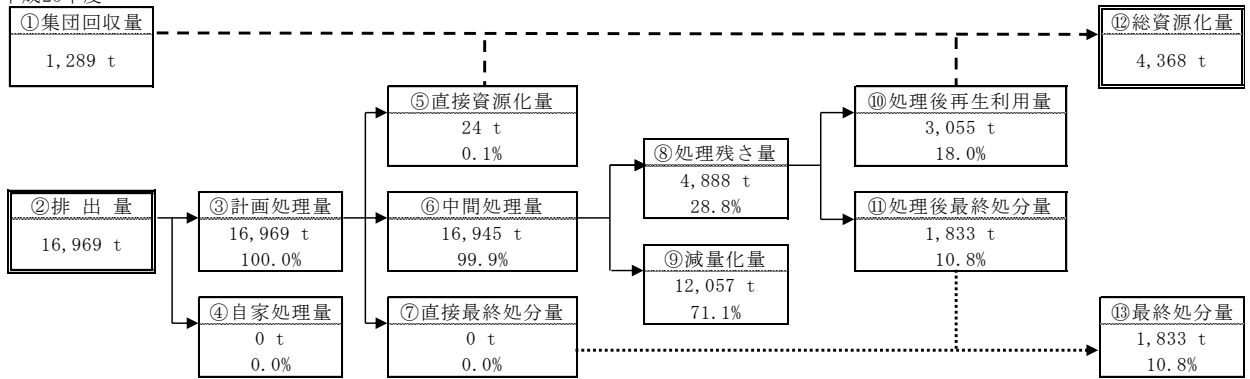 ①集団回収量
1,289 t
⑫総資源化量
4,368 t
⑤直接資源化量
24 t
0.1%
⑩処理後再生利用量
3,055 t
18.0%
⑧処理残さ量
4,888 t
28.8%
②排 出 量
16,969 t
③計画処理量
16,969 t
100.0%
⑥中間処理量
16,945 t
99.9%
⑪処理後最終処分量
1,833 t
10.8%
⑨減量化量
12,057 t
71.1%
④自家処理量
0 t
0.0%
⑦直接最終処分量
0 t
0.0%
⑬最終処分量
1,833 t
10.8%